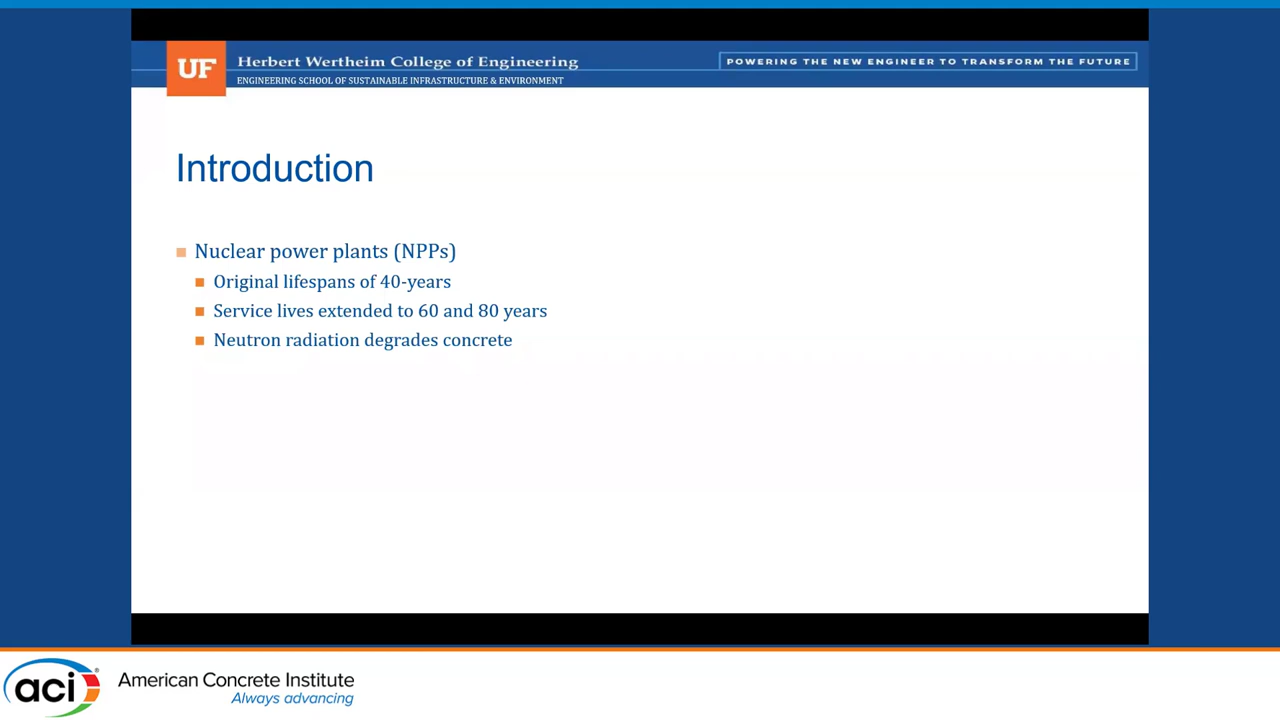 UF
Herbert Wertheim College of Engineering
ENGINEERING SCHOOL OF SUSTAINABLE INFRASTRUCTURE & ENVIRONMENT
POWERING THE NEW ENGINEER TO TRANSFORM THE FUTURE
Introduction
Nuclear power plants (NPPs)
Original lifespans of 40-years
Service lives extended to 60 and 80 years
Neutron radiation degrades concrete
aci®
American Concrete Institute
Always advancing